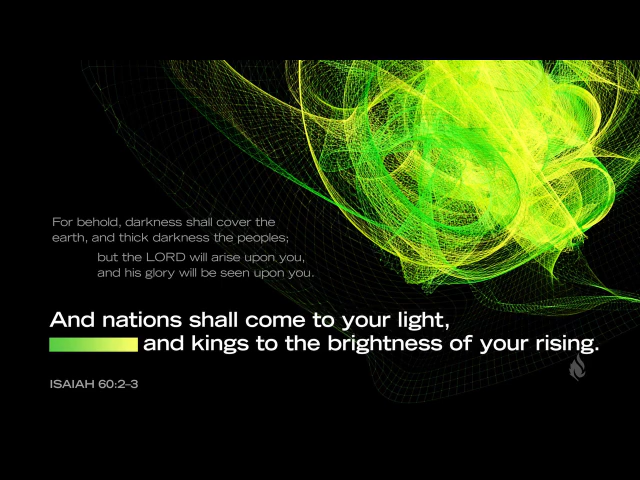 For behold, darkness shall cover the
earth, and thick darkness the peoples;
but the LORD will arise upon you,
and his glory will be seen upon you.
And nations shall come to your light,
and kings to the brightness of your rising.
ISAIAH 60:2-3